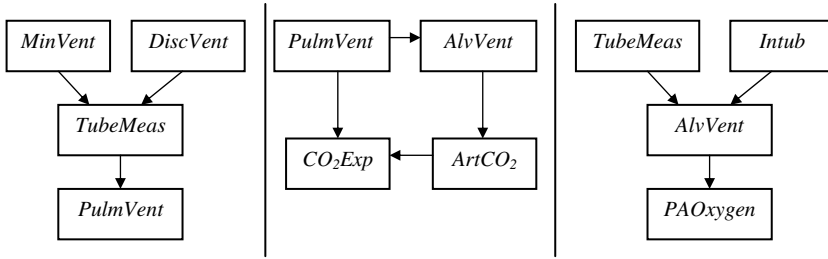 MinVent
DiscVent
TubeMeas
PulmVent
PulmVent
AlvVent
CO₂Exp
ArtCO₂
TubeMeas
Intub
AlvVent
PAOxygen